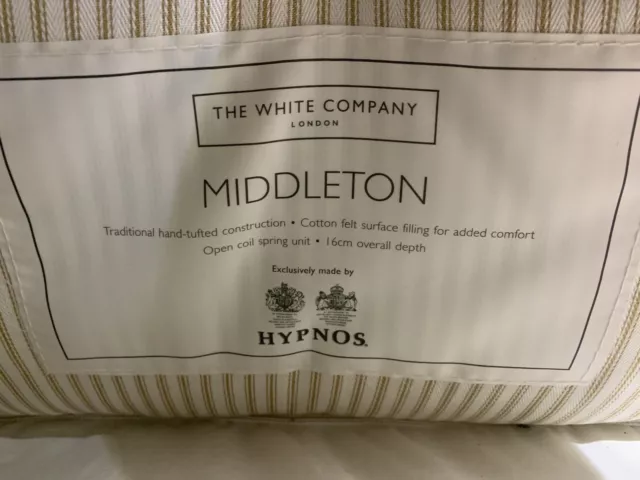 THE WHITE COMPANY
LONDON
MIDDLETON
Traditional hand-tufted construction • Cotton felt surface filling for added comfort
Open coil spring unit • 16cm overall depth
Exclusively made by
HYPNOS.